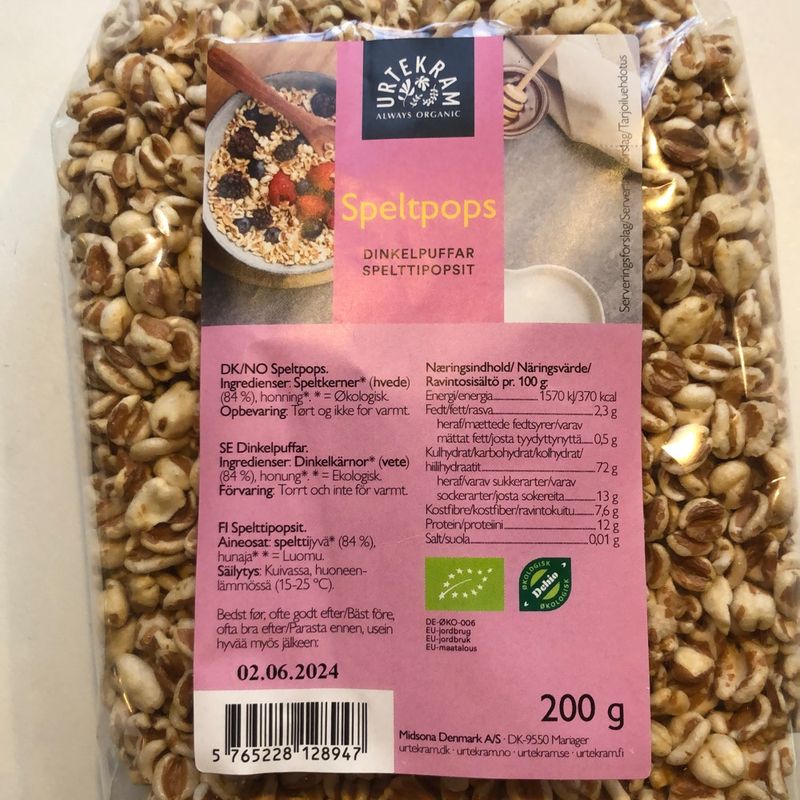 URTEKRAM
ALWAYS ORGANIC
Speltpops
DINKELPUFFAR
SPELTTIPOPSIT
Serveringsforslag/Serveringsförslag/Tarjoiluehdotus
DK/NO Speltpops.
Ingredienser: Speltkerner* (hvede)
(84 %), honning*. * = Økologisk.
Opbevaring: Tørt og ikke for varmt.
SE Dinkelpuffar.
Ingredienser: Dinkelkärnor* (vete)
(84 %), honung*. * = Ekologisk.
Förvaring: Torrt och inte för varmt.
FI Spelttipopsit.
Aineosat: spelttijyvä* (84 %),
hunaja* * = Luomu.
Säilytys: Kuivassa, huoneen-
lämmössä (15-25 °C).
Bedst før, ofte godt efter/Bäst före,
ofta bra efter/Parasta ennen, usein
hyvää myös jälkeen:
02.06.2024
5 765228 128947
Næringsindhold/ Näringsvärde/
Ravintosisältö pr. 100 g:
Energi/energia 1570 kJ/370 kcal
Fedt/fett/rasva 2,3 g
heraf/mættede fedtsyrer/varav
mättat fett/josta tyydyttynyttä 0,5 g
Kulhydrat/karbohydrat/kolhydrat/
hiilihydraatit 72 g
heraf/varav sukkerarter/varav
sockerarter/josta sokereita 13 g
Kostfibre/kostfiber/ravintokuitu 7,6 g
Protein/proteiini 12 g
Salt/suola 0,01 g
ØKOLOGISK
Debio
ØKOLOGISK
DE-ØKO-006
EU-jordbrug
EU-jordbruk
EU-maatalous
200 g
Midsona Denmark A/S · DK-9550 Mariager
urtekram.dk · urtekram.no · urtekram.se · urtekram.fi